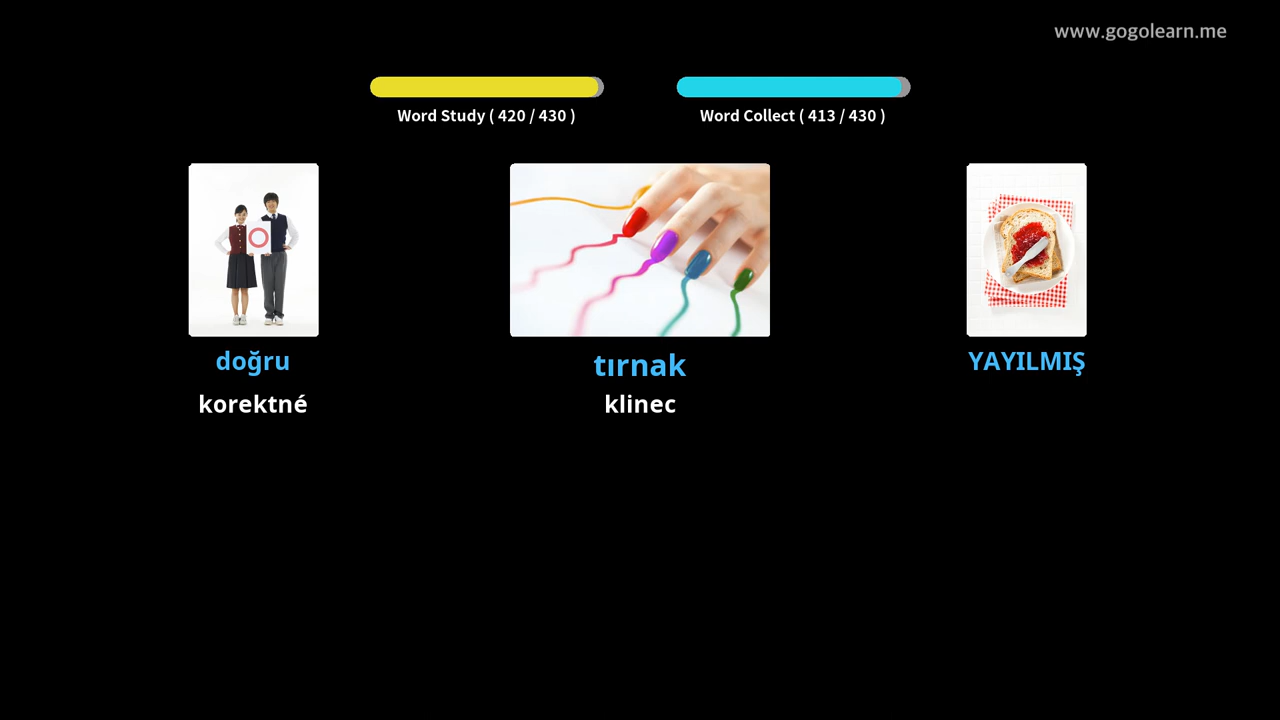 www.gogolearn.me
Word Study ( 420 / 430 )
Word Collect ( 413 / 430 )
doğru
korektné
tırnak
klinec
YAYILMIŞ